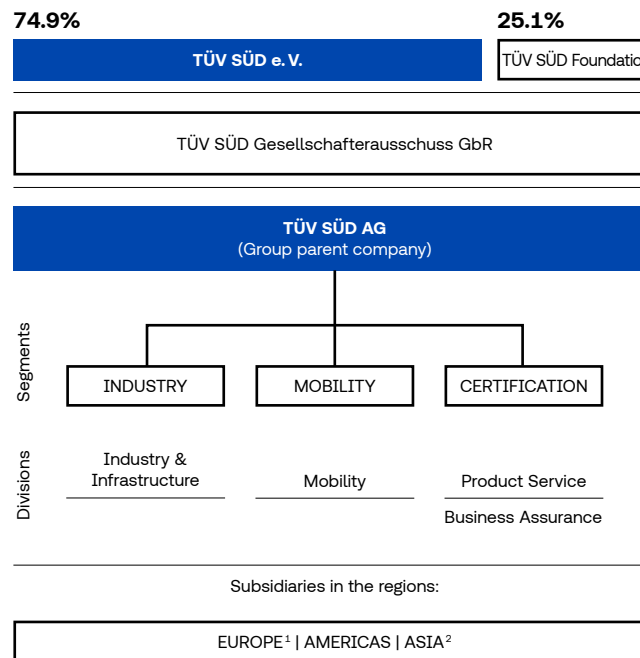 74.9%
25.1%
TÜV SÜD e. V.
TÜV SÜD Foundatio
TÜV SÜD Gesellschafterausschuss GbR
TÜV SÜD AG
(Group parent company)
Segments
INDUSTRY
MOBILITY
CERTIFICATION
Divisions
Industry &
Infrastructure
Mobility
Product Service
Business Assurance
Subsidiaries in the regions:
EUROPE¹ | AMERICAS | ASIA²